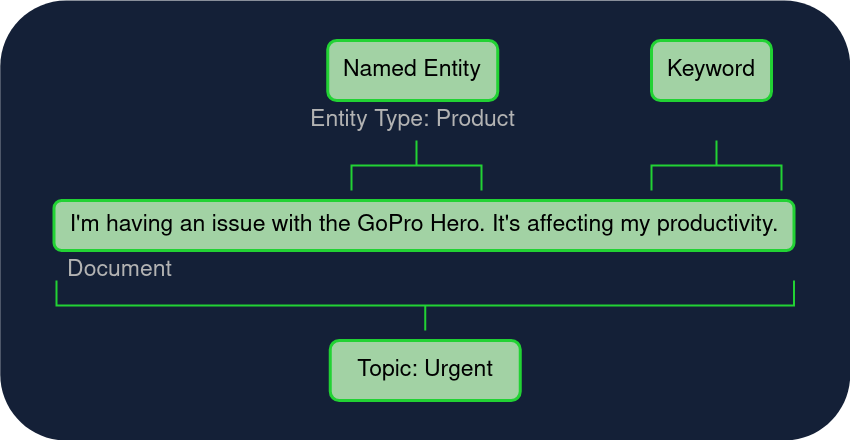 Named Entity
Keyword
Entity Type: Product
I'm having an issue with the GoPro Hero. It's affecting my productivity.
Document
Topic: Urgent